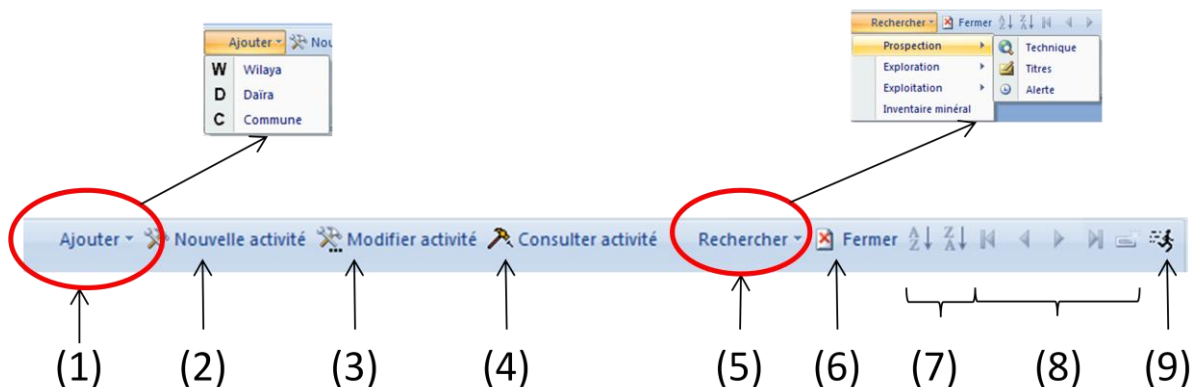 Ajouter Nou
W Wilaya
D Daïra
C Commune
Rechercher Fermer
Prospection
Exploration
Exploitation
Inventaire minéral
Technique
Titres
Alerte
Ajouter Nouvelle activité Modifier activité Consulter activité Rechercher Fermer
(1) (2) (3) (4) (5) (6) (7) (8) (9)